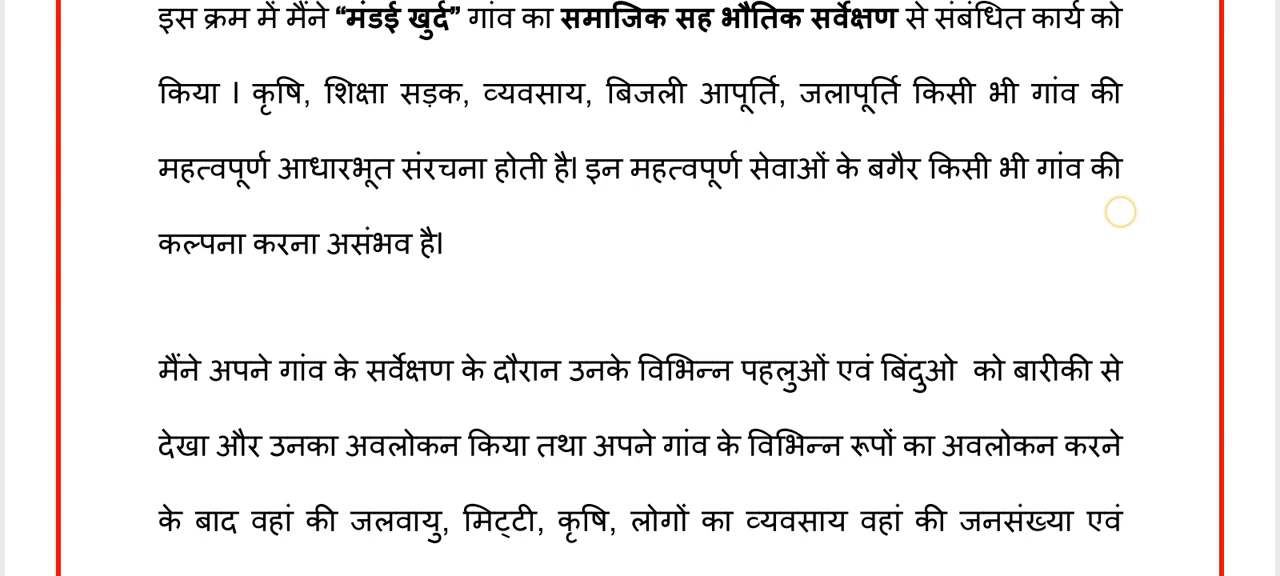 इस क्रम में मैंने “मंडई खुर्द” गांव का समाजिक सह भौतिक सर्वेक्षण से संबंधित कार्य को
किया । कृषि, शिक्षा सड़क, व्यवसाय, बिजली आपूर्ति, जलापूर्ति किसी भी गांव की
महत्वपूर्ण आधारभूत संरचना होती है। इन महत्वपूर्ण सेवाओं के बगैर किसी भी गांव की
कल्पना करना असंभव है।
मैंने अपने गांव के सर्वेक्षण के दौरान उनके विभिन्न पहलुओं एवं बिंदुओ को बारीकी से
देखा और उनका अवलोकन किया तथा अपने गांव के विभिन्न रूपों का अवलोकन करने
के बाद वहां की जलवायु, मिट्टी, कृषि, लोगों का व्यवसाय वहां की जनसंख्या एवं